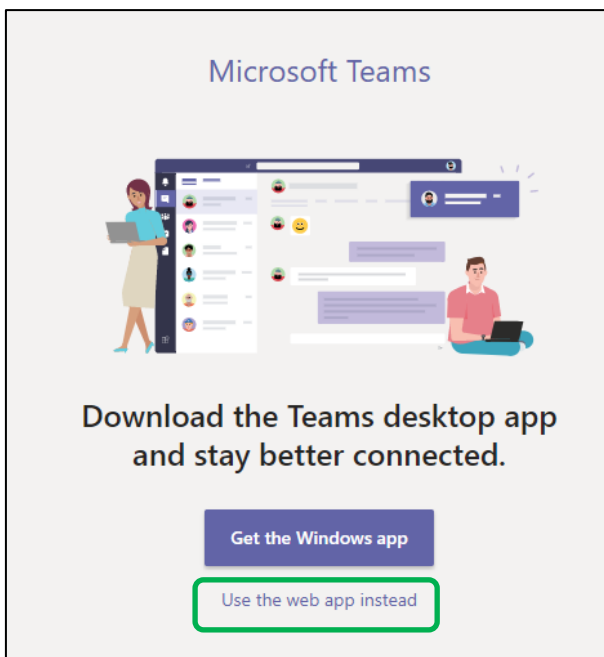 Microsoft Teams
Download the Teams desktop app
and stay better connected.
Get the Windows app
Use the web app instead